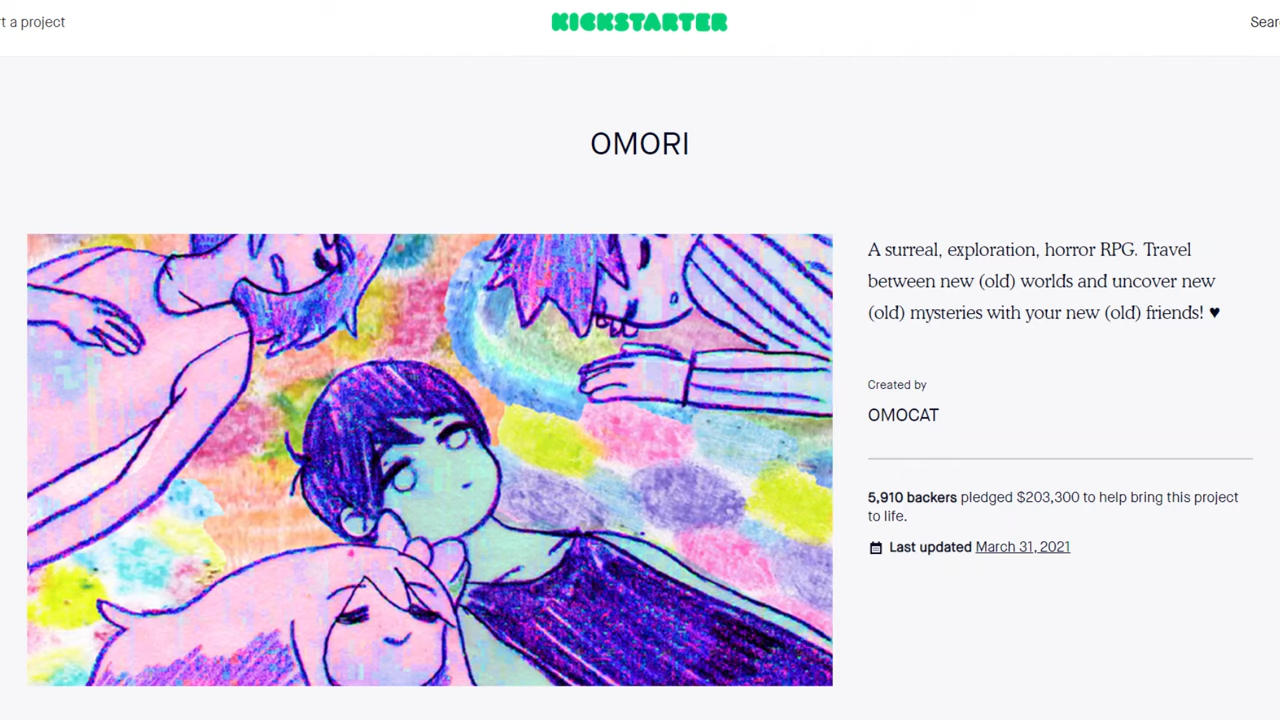 rt a project
KICKSTARTER
Sear
OMORI
A surreal, exploration, horror RPG. Travel
between new (old) worlds and uncover new
(old) mysteries with your new (old) friends! ♥
Created by
OMOCAT
5,910 backers pledged $203,300 to help bring this project
to life.
Last updated March 31, 2021